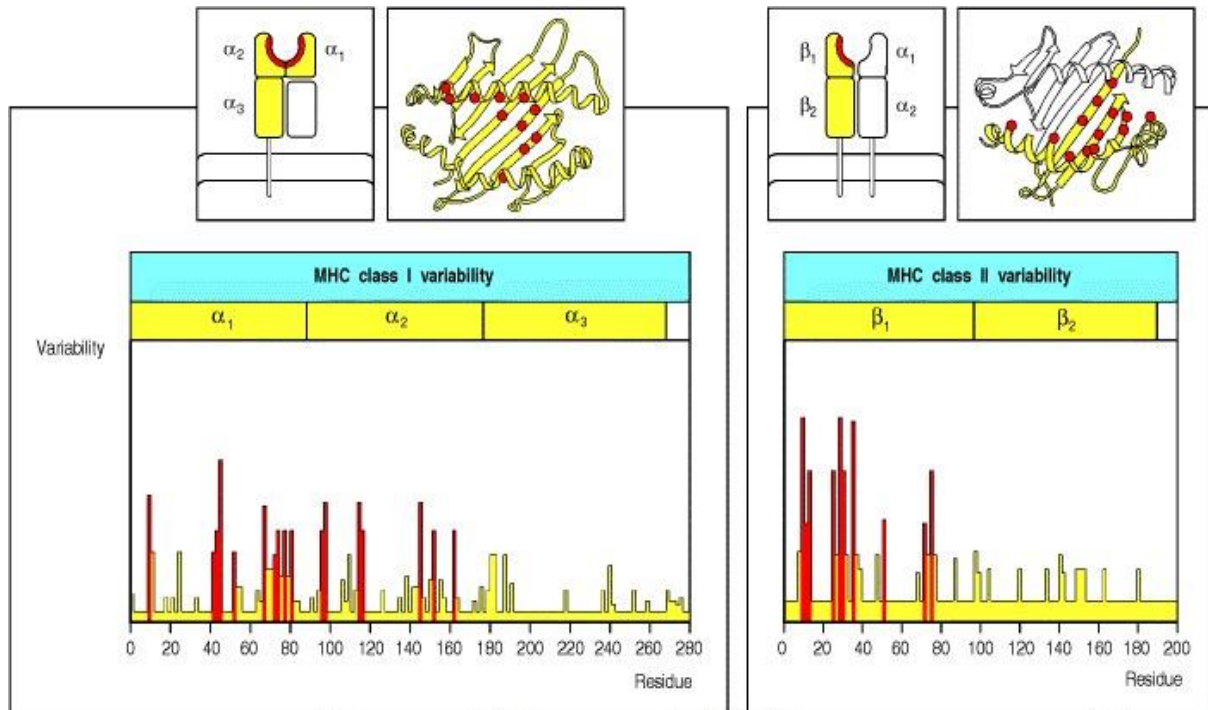 α2 α1
α3
β1 α1
β2 α2
MHC class I variability
α1 α2 α3
Variability
0 20 40 60 80 100 120 140 160 180 200 220 240 260 280
Residue
MHC class II variability
β1 β2
0 20 40 60 80 100 120 140 160 180 200
Residue